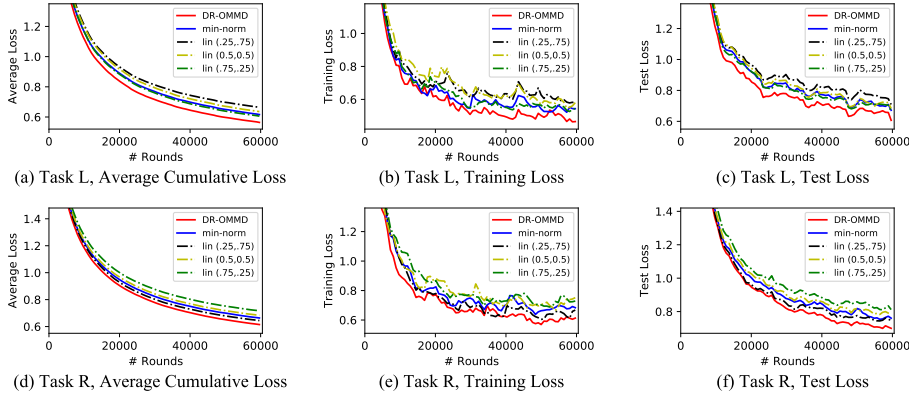 Average Loss
1.2
1.0
0.8
0.6
DR-OMMD
min-norm
lin (.25,.75)
lin (0.5,0.5)
lin (.75,.25)
0 20000 40000 60000
# Rounds
(a) Task L, Average Cumulative Loss
Training Loss
1.0
0.8
0.6
DR-OMMD
min-norm
lin (.25,.75)
lin (0.5,0.5)
lin (.75,.25)
0 20000 40000 60000
# Rounds
(b) Task L, Training Loss
Test Loss
1.2
1.0
0.8
0.6
DR-OMMD
min-norm
lin (.25,.75)
lin (0.5,0.5)
lin (.75,.25)
0 20000 40000 60000
# Rounds
(c) Task L, Test Loss
Average Loss
1.4
1.2
1.0
0.8
0.6
DR-OMMD
min-norm
lin (.25,.75)
lin (0.5,0.5)
lin (.75,.25)
0 20000 40000 60000
# Rounds
(d) Task R, Average Cumulative Loss
Training Loss
1.2
1.0
0.8
0.6
DR-OMMD
min-norm
lin (.25,.75)
lin (0.5,0.5)
lin (.75,.25)
0 20000 40000 60000
# Rounds
(e) Task R, Training Loss
Test Loss
1.4
1.2
1.0
0.8
DR-OMMD
min-norm
lin (.25,.75)
lin (0.5,0.5)
lin (.75,.25)
0 20000 40000 60000
# Rounds
(f) Task R, Test Loss